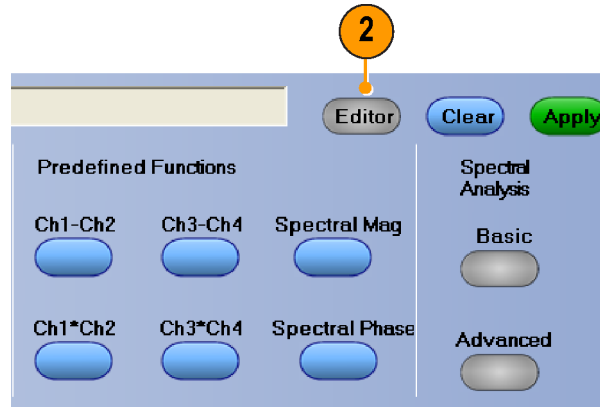 2
Editor Clear Apply
Predefined Functions
Spectral
Analysis
Ch1-Ch2 Ch3-Ch4 Spectral Mag
Basic
Ch1*Ch2 Ch3*Ch4 Spectral Phase
Advanced